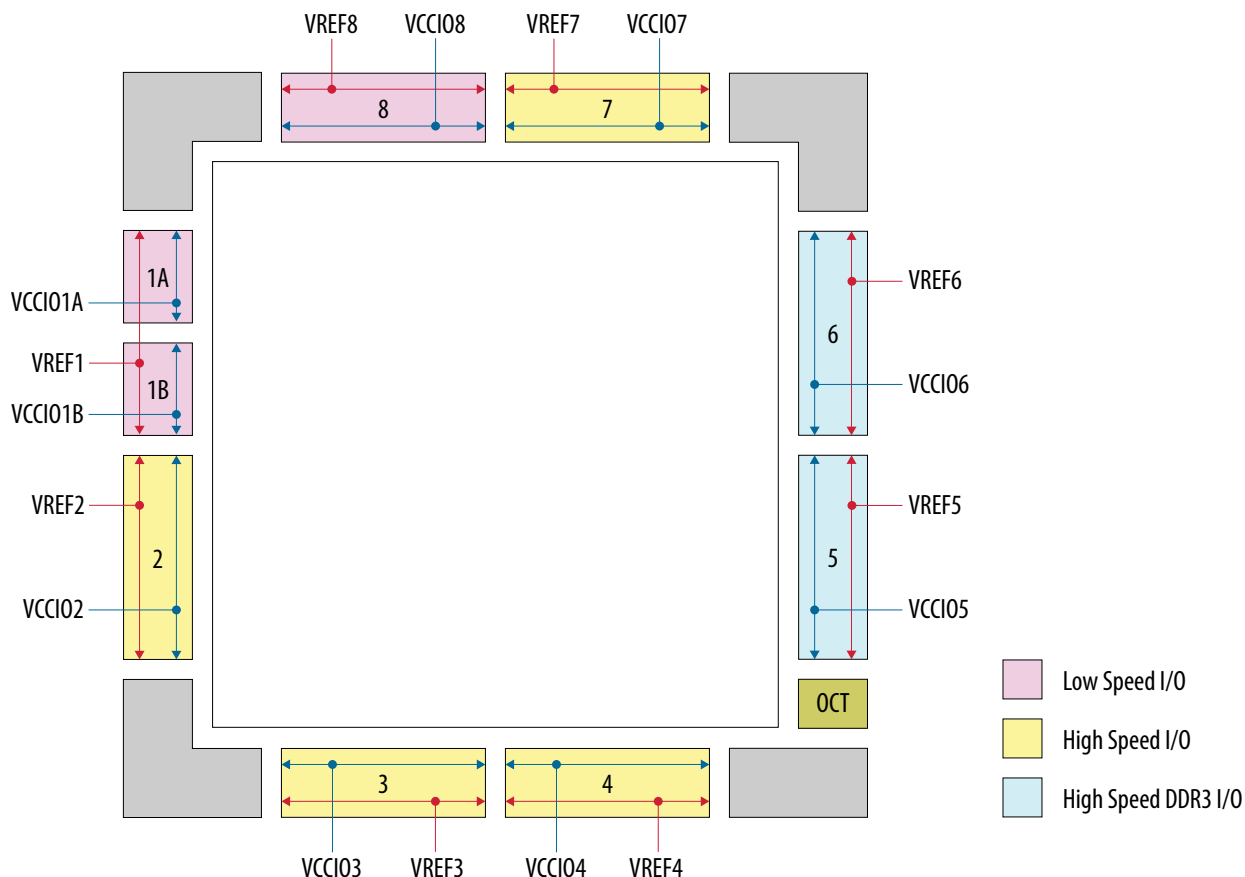 VREF8
VCCIO8
VREF7
VCCIO7
8
7
1A
VCCIO1A
VREF1
1B
VCCIO1B
VREF2
2
VCCIO2
6
VREF6
VCCIO6
5
VREF5
VCCIO5
OCT
3
4
VCCIO3
VREF3
VCCIO4
VREF4
Low Speed I/O
High Speed I/O
High Speed DDR3 I/O